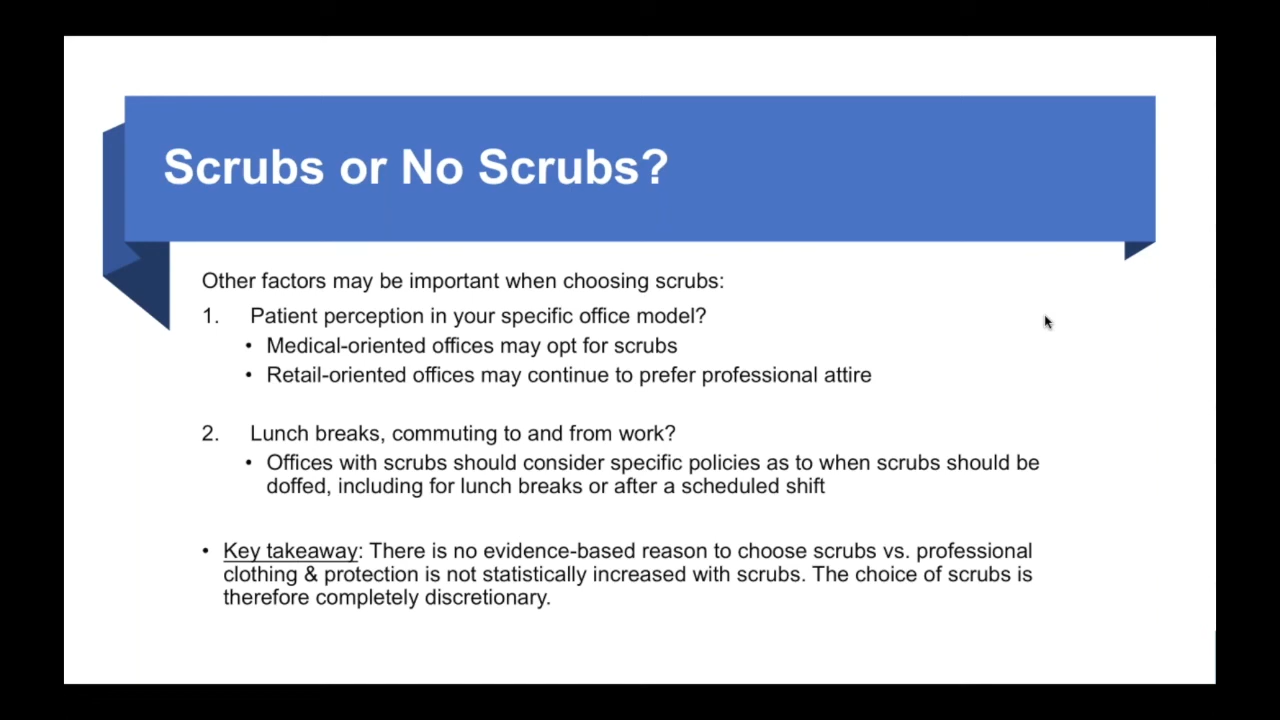 Scrubs or No Scrubs?
Other factors may be important when choosing scrubs:
1. Patient perception in your specific office model?
• Medical-oriented offices may opt for scrubs
• Retail-oriented offices may continue to prefer professional attire
2. Lunch breaks, commuting to and from work?
• Offices with scrubs should consider specific policies as to when scrubs should be
doffed, including for lunch breaks or after a scheduled shift
• Key takeaway: There is no evidence-based reason to choose scrubs vs. professional
clothing & protection is not statistically increased with scrubs. The choice of scrubs is
therefore completely discretionary.